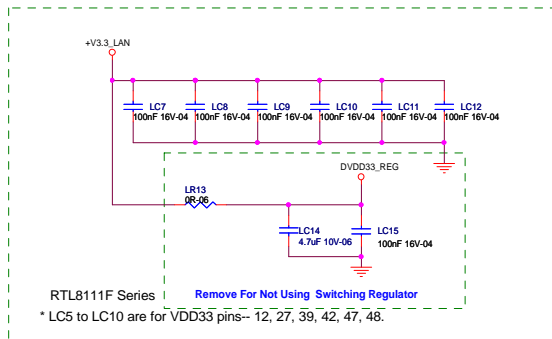 +V3.3_LAN
LC7
100nF 16V-04
LC8
100nF 16V-04
LC9
100nF 16V-04
LC10
100nF 16V-04
LC11
100nF 16V-04
LC12
100nF 16V-04
DVDD33_REG
LR13
0R-06
LC14
4.7uF 10V-06
LC15
100nF 16V-04
RTL8111F Series
Remove For Not Using Switching Regulator
* LC5 to LC10 are for VDD33 pins-- 12, 27, 39, 42, 47, 48.